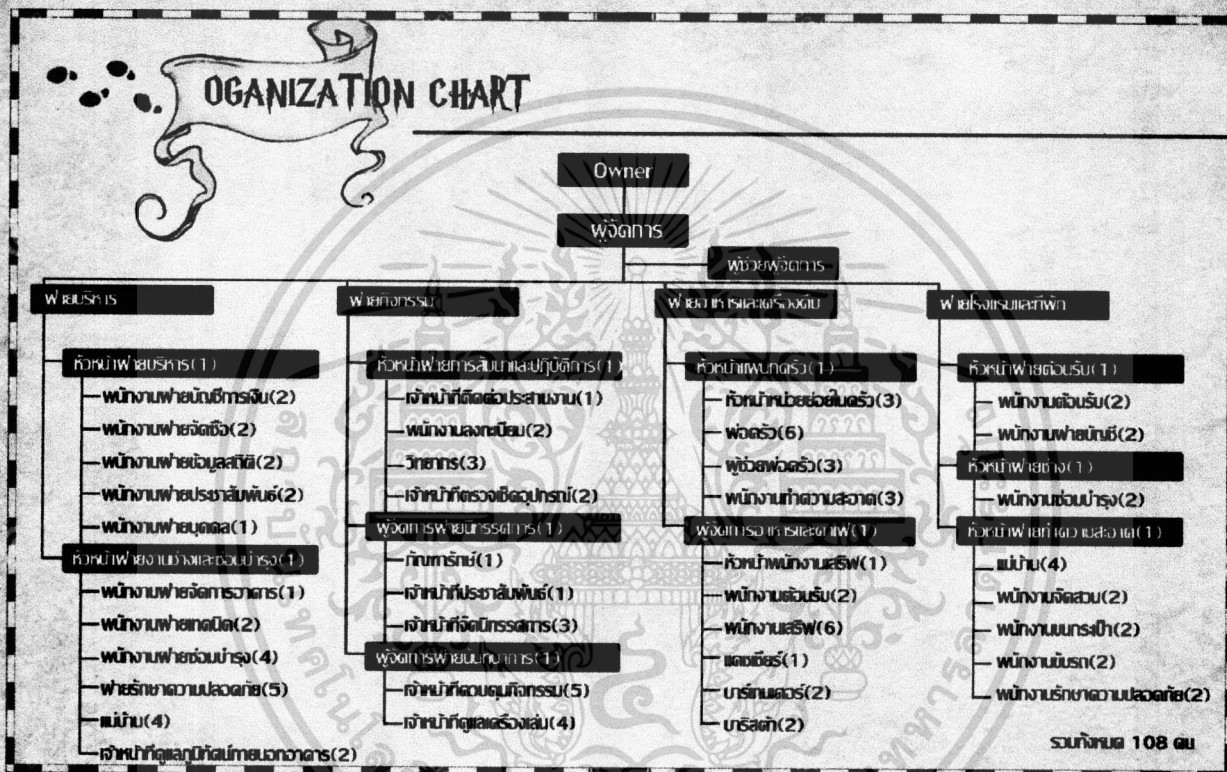 OGANIZATION CHART
Owner
ผู้จัดการ
ผู้ช่วยผู้จัดการ
ฝ่ายบริหาร
หัวหน้าฝ่ายบริหาร(1)
พนักงานฝ่ายบัญชีการเงิน(2)
พนักงานฝ่ายจัดซื้อ(2)
พนักงานฝ่ายข้อมูลสถิติ(2)
พนักงานฝ่ายประชาสัมพันธ์(2)
พนักงานฝ่ายบุคคล(1)
หัวหน้าฝ่ายงานช่างและซ่อมบำรุง(1)
พนักงานฝ่ายจัดการอาคาร(1)
พนักงานฝ่ายเทคนิค(2)
พนักงานฝ่ายซ่อมบำรุง(4)
ฝ่ายรักษาความปลอดภัย(5)
แม่บ้าน(4)
เจ้าหน้าที่ดูแลภูมิทัศน์ภายนอกอาคาร(2)
ฝ่ายกิจกรรม
หัวหน้าฝ่ายการสัมนาและปฏิบัติการ(1)
เจ้าหน้าที่ติดต่อประสานงาน(1)
พนักงานลงทะเบียน(2)
วิทยากร(3)
เจ้าหน้าที่ตรวจเช็คอุปกรณ์(2)
ผู้จัดการฝ่ายนิทรรศการ(1)
ภัณฑารักษ์(1)
เจ้าหน้าที่ประชาสัมพันธ์(1)
เจ้าหน้าที่จัดนิทรรศการ(3)
ผู้จัดการฝ่ายนันทนาการ(1)
เจ้าหน้าที่ควบคุมกิจกรรม(5)
เจ้าหน้าที่ดูแลเครื่องเล่น(4)
ฝ่ายอาหารและเครื่องดื่ม
หัวหน้าแผนกครัว(1)
หัวหน้าหน่วยย่อยในครัว(3)
พ่อครัว(6)
ผู้ช่วยพ่อครัว(3)
พนักงานทำความสะอาด(3)
ผู้จัดการอาหารและคาเฟ่(1)
หัวหน้าพนักงานเสริฟ(1)
พนักงานต้อนรับ(2)
พนักงานเสริฟ(6)
แคชเชียร์(1)
บาร์เทนเดอร์(2)
บาริสต้า(2)
ฝ่ายโรงแรมและที่พัก
หัวหน้าฝ่ายต้อนรับ(1)
พนักงานต้อนรับ(2)
พนักงานฝ่ายบัญชี(2)
หัวหน้าฝ่ายช่าง(1)
พนักงานซ่อมบำรุง(2)
หัวหน้าฝ่ายทำความสะอาด(1)
แม่บ้าน(4)
พนักงานจัดสวน(2)
พนักงานขนกระเป๋า(2)
พนักงานขับรถ(2)
พนักงานรักษาความปลอดภัย(2)
รวมทั้งหมด 108 คน